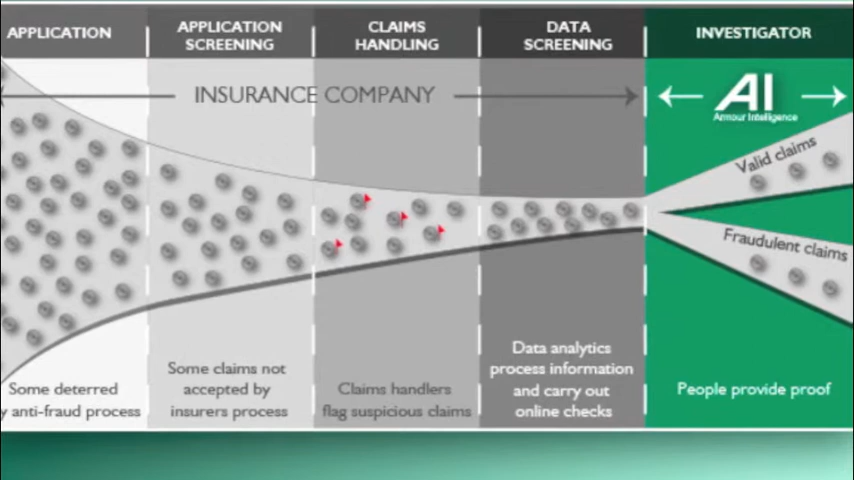 APPLICATION
APPLICATION
SCREENING
CLAIMS
HANDLING
DATA
SCREENING
INVESTIGATOR
INSURANCE COMPANY
AI
Armour Intelligence
Valid claims
Fraudulent claims
Some deterred
y anti-fraud process
Some claims not
accepted by
insurers process
Claims handlers
flag suspicious claims
Data analytics
process information
and carry out
online checks
People provide proof